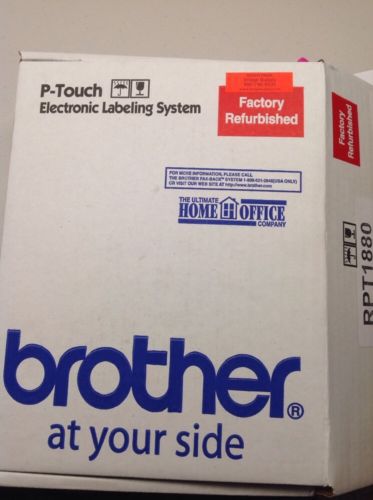 P-Touch
Electronic Labeling System
Factory
Refurbished
FOR MORE INFORMATION, PLEASE CALL
THE BROTHER FAX-BACK SYSTEM 1-800-521-2846(USA ONLY)
OR VISIT OUR WEB SITE AT http://www.brother.com
THE ULTIMATE
HOME OFFICE
COMPANY
brother®
at your side
Factory
Refurbished
RPT1880